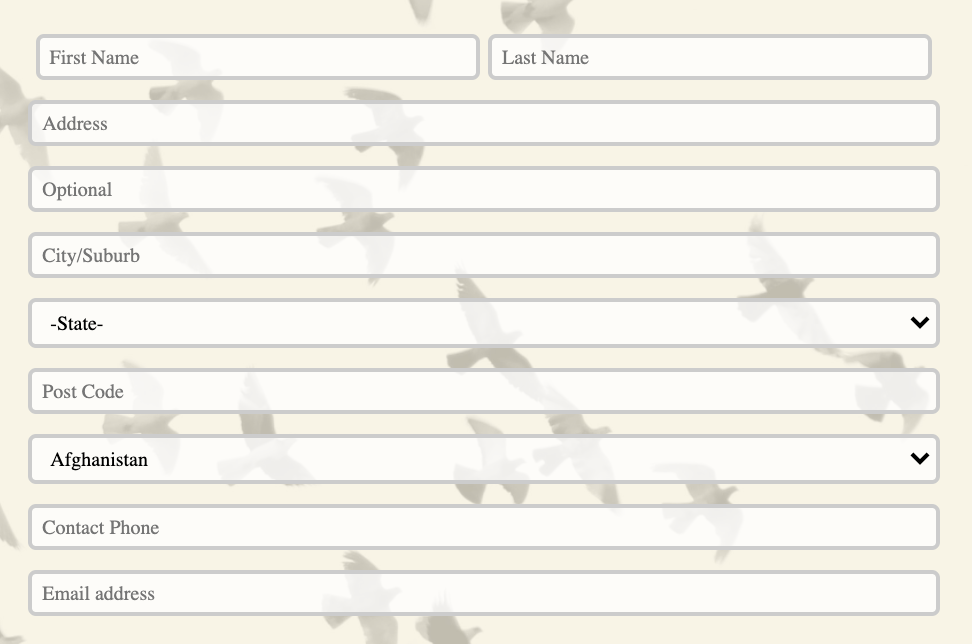 First Name Last Name
Address
Optional
City/Suburb
-State-
Post Code
Afghanistan
Contact Phone
Email address